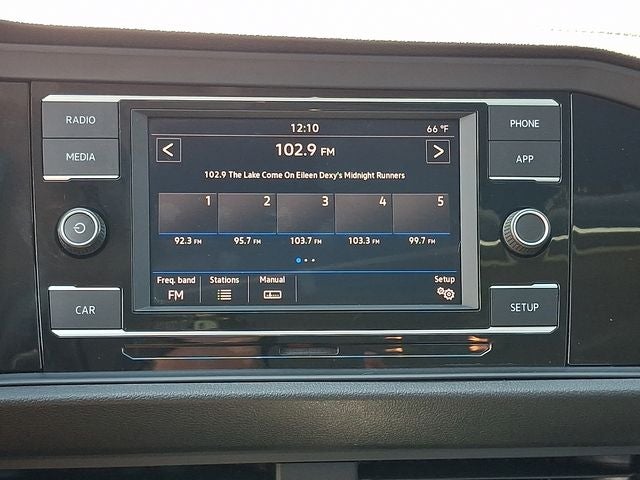 RADIO
MEDIA
CAR
PHONE
APP
SETUP
12:10
66 °F
< 102.9 FM >
102.9 The Lake Come On Eileen Dexy's Midnight Runners
1 2 3 4 5
92.3 FM 95.7 FM 103.7 FM 103.3 FM 99.7 FM
Freq. band Stations Manual Setup
FM